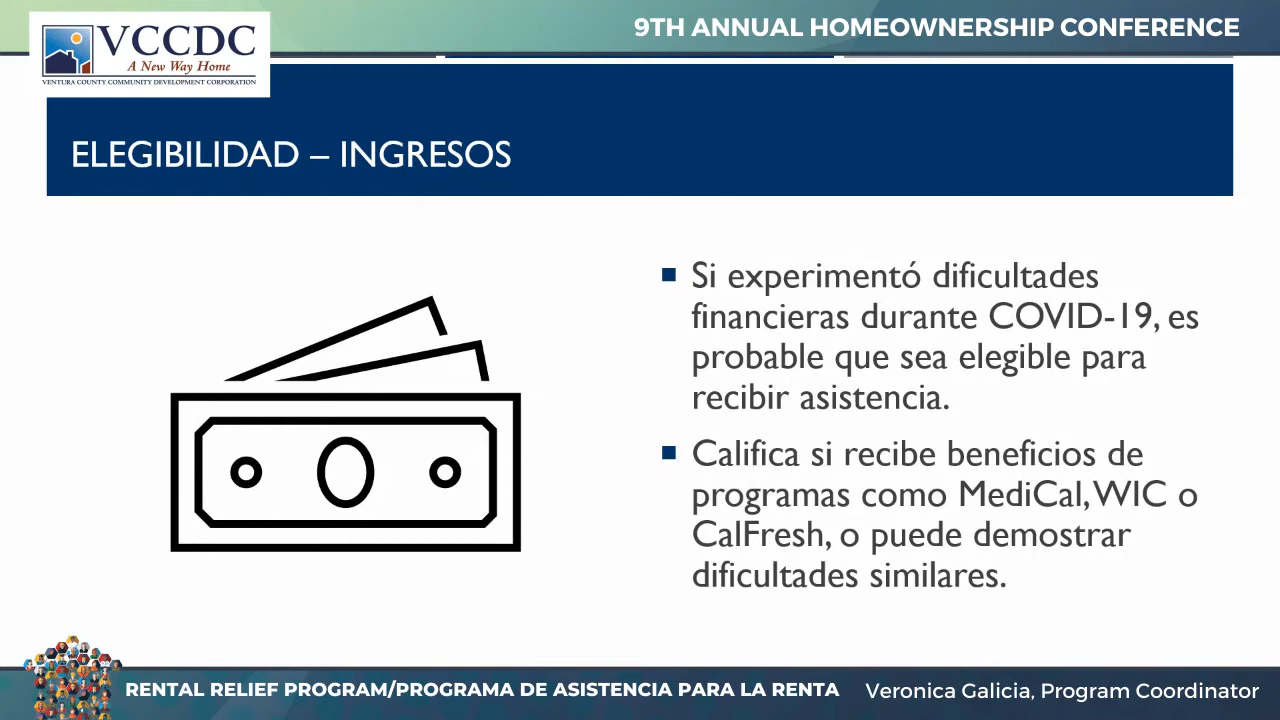 9TH ANNUAL HOMEOWNERSHIP CONFERENCE
VCCDC
A New Way Home
VENTURA COUNTY COMMUNITY DEVELOPMENT CORPORATION
ELEGIBILIDAD – INGRESOS
Si experimentó dificultades
financieras durante COVID-19, es
probable que sea elegible para
recibir asistencia.
Califica si recibe beneficios de
programas como MediCal, WIC o
CalFresh, o puede demostrar
dificultades similares.
RENTAL RELIEF PROGRAM/PROGRAMA DE ASISTENCIA PARA LA RENTA
Veronica Galicia, Program Coordinator